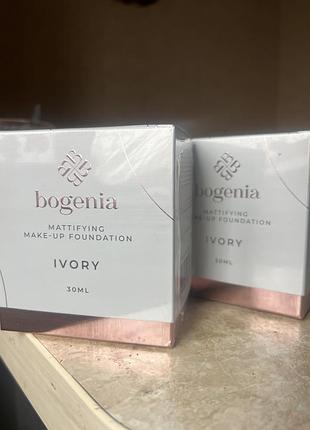 bogenia
MATTIFYING
MAKE-UP FOUNDATION
IVORY
30ML
bogenia
MATTIFYING
MAKE-UP FOUNDATION
IVORY
30ML